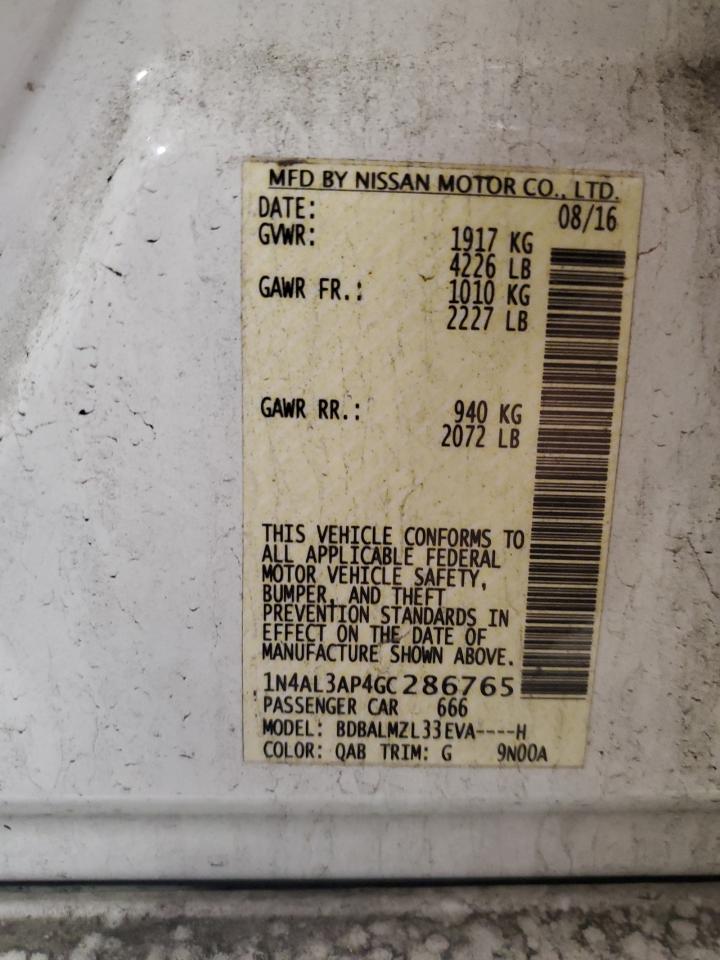 MFD BY NISSAN MOTOR CO., LTD.
DATE: 08/16
GVWR: 1917 KG
4226 LB
GAWR FR.: 1010 KG
2227 LB
GAWR RR.: 940 KG
2072 LB
THIS VEHICLE CONFORMS TO
ALL APPLICABLE FEDERAL
MOTOR VEHICLE SAFETY,
BUMPER, AND THEFT
PREVENTION STANDARDS IN
EFFECT ON THE DATE OF
MANUFACTURE SHOWN ABOVE.
1N4AL3AP4GC286765
PASSENGER CAR 666
MODEL: BDBALMZL33EVA----H
COLOR: QAB TRIM: G 9N00A